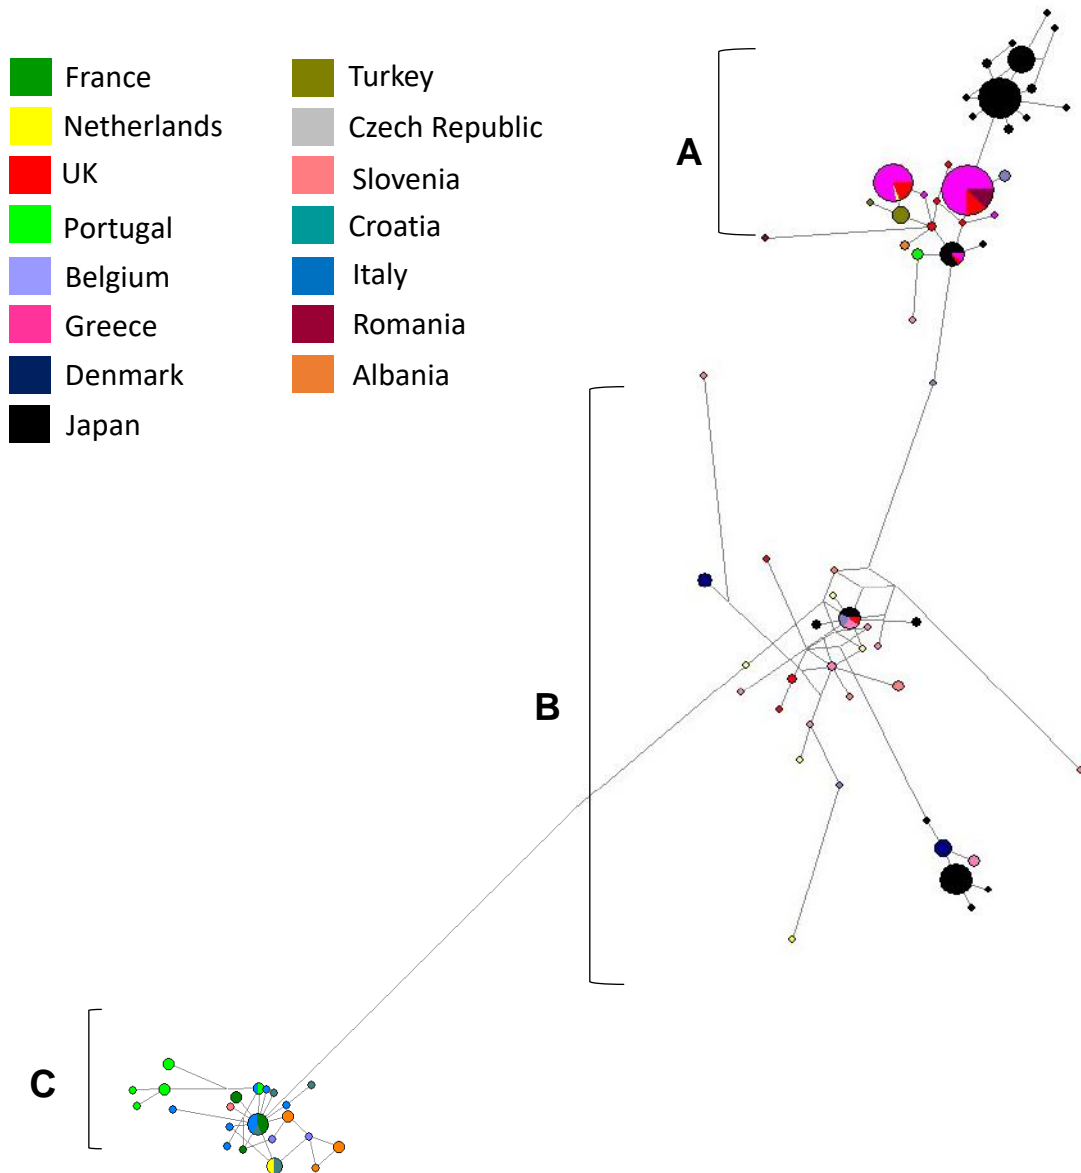 France
Netherlands
UK
Portugal
Belgium
Greece
Denmark
Japan
Turkey
Czech Republic
Slovenia
Croatia
Italy
Romania
Albania
A
B
C